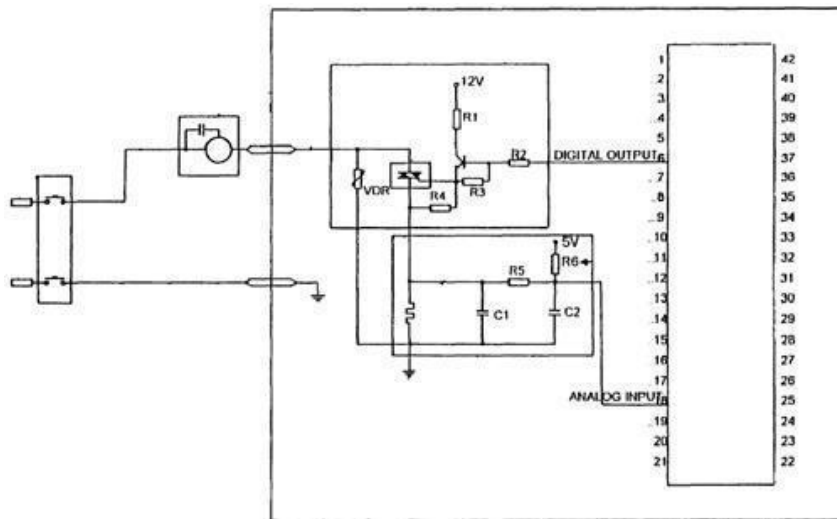 12V
R1
R2
DIGITAL OUTPUT
VDR
R3
R4
5V
R6
R5
C1
C2
ANALOG INPUT
1 42
2 41
3 40
4 39
5 38
6 37
7 36
8 35
9 34
10 33
11 32
12 31
13 30
14 29
15 28
16 27
17 26
18 25
19 24
20 23
21 22